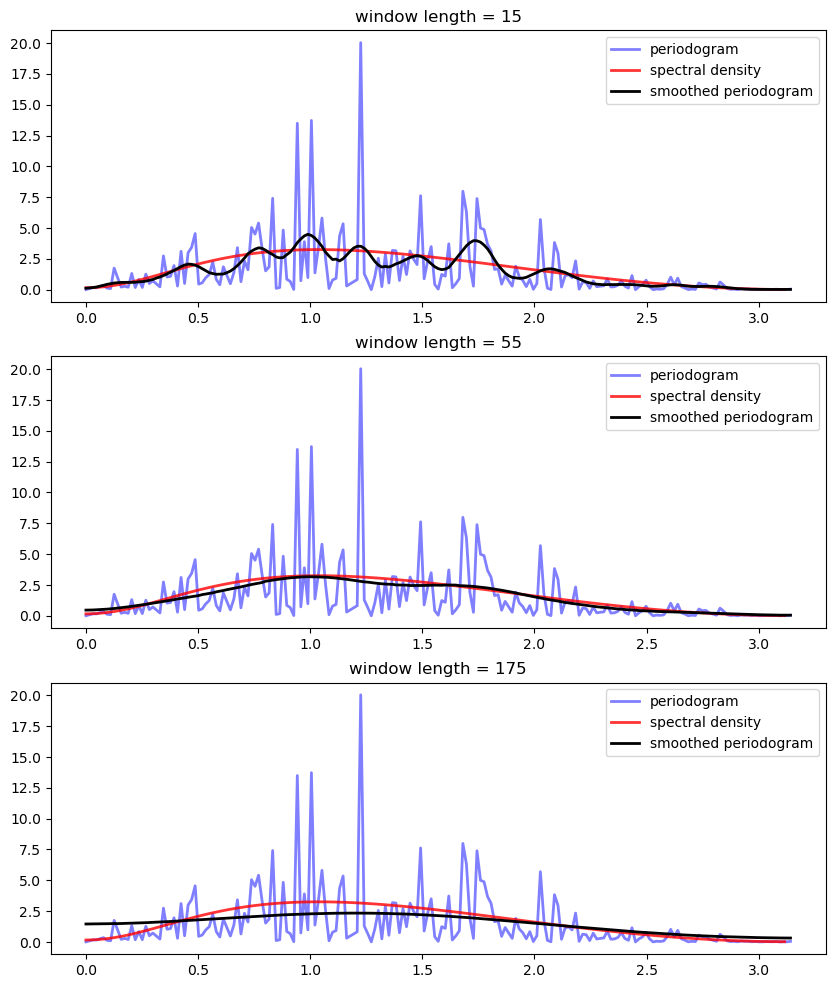 window length = 15
20.0
17.5
15.0
12.5
10.0
7.5
5.0
2.5
0.0
periodogram
spectral density
smoothed periodogram
0.0 0.5 1.0 1.5 2.0 2.5 3.0
window length = 55
20.0
17.5
15.0
12.5
10.0
7.5
5.0
2.5
0.0
periodogram
spectral density
smoothed periodogram
0.0 0.5 1.0 1.5 2.0 2.5 3.0
window length = 175
20.0
17.5
15.0
12.5
10.0
7.5
5.0
2.5
0.0
periodogram
spectral density
smoothed periodogram
0.0 0.5 1.0 1.5 2.0 2.5 3.0